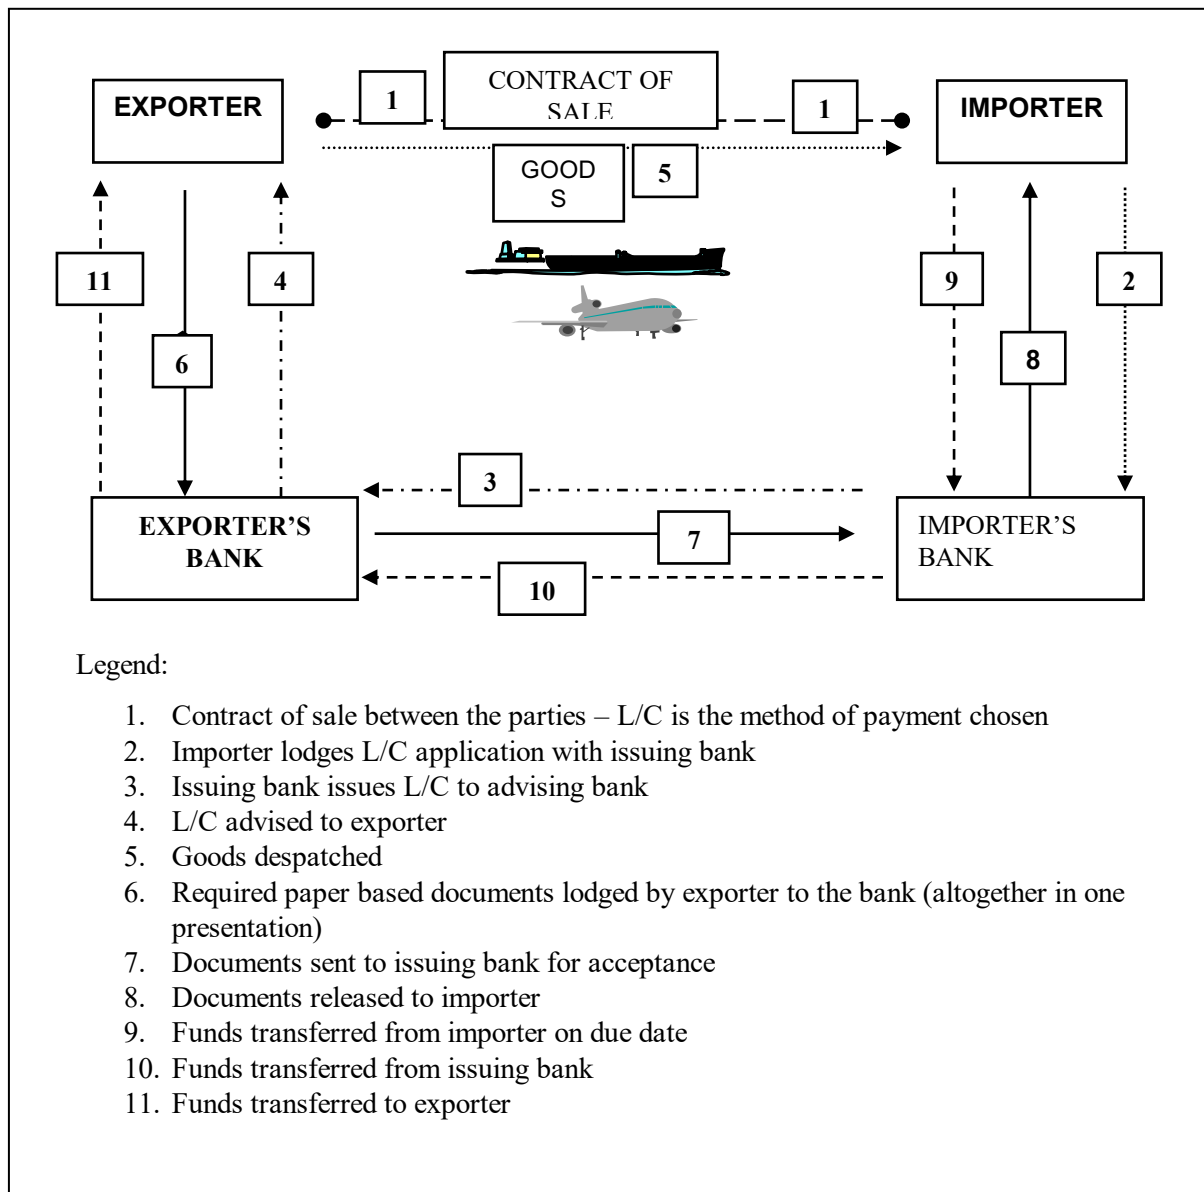 CONTRACT OF
SALE
1
1
EXPORTER
IMPORTER
GOOD
S
5
11
4
9
2
6
8
3
7
10
EXPORTER’S
BANK
IMPORTER’S
BANK
Legend:
1. Contract of sale between the parties – L/C is the method of payment chosen
2. Importer lodges L/C application with issuing bank
3. Issuing bank issues L/C to advising bank
4. L/C advised to exporter
5. Goods despatched
6. Required paper based documents lodged by exporter to the bank (altogether in one
presentation)
7. Documents sent to issuing bank for acceptance
8. Documents released to importer
9. Funds transferred from importer on due date
10. Funds transferred from issuing bank
11. Funds transferred to exporter